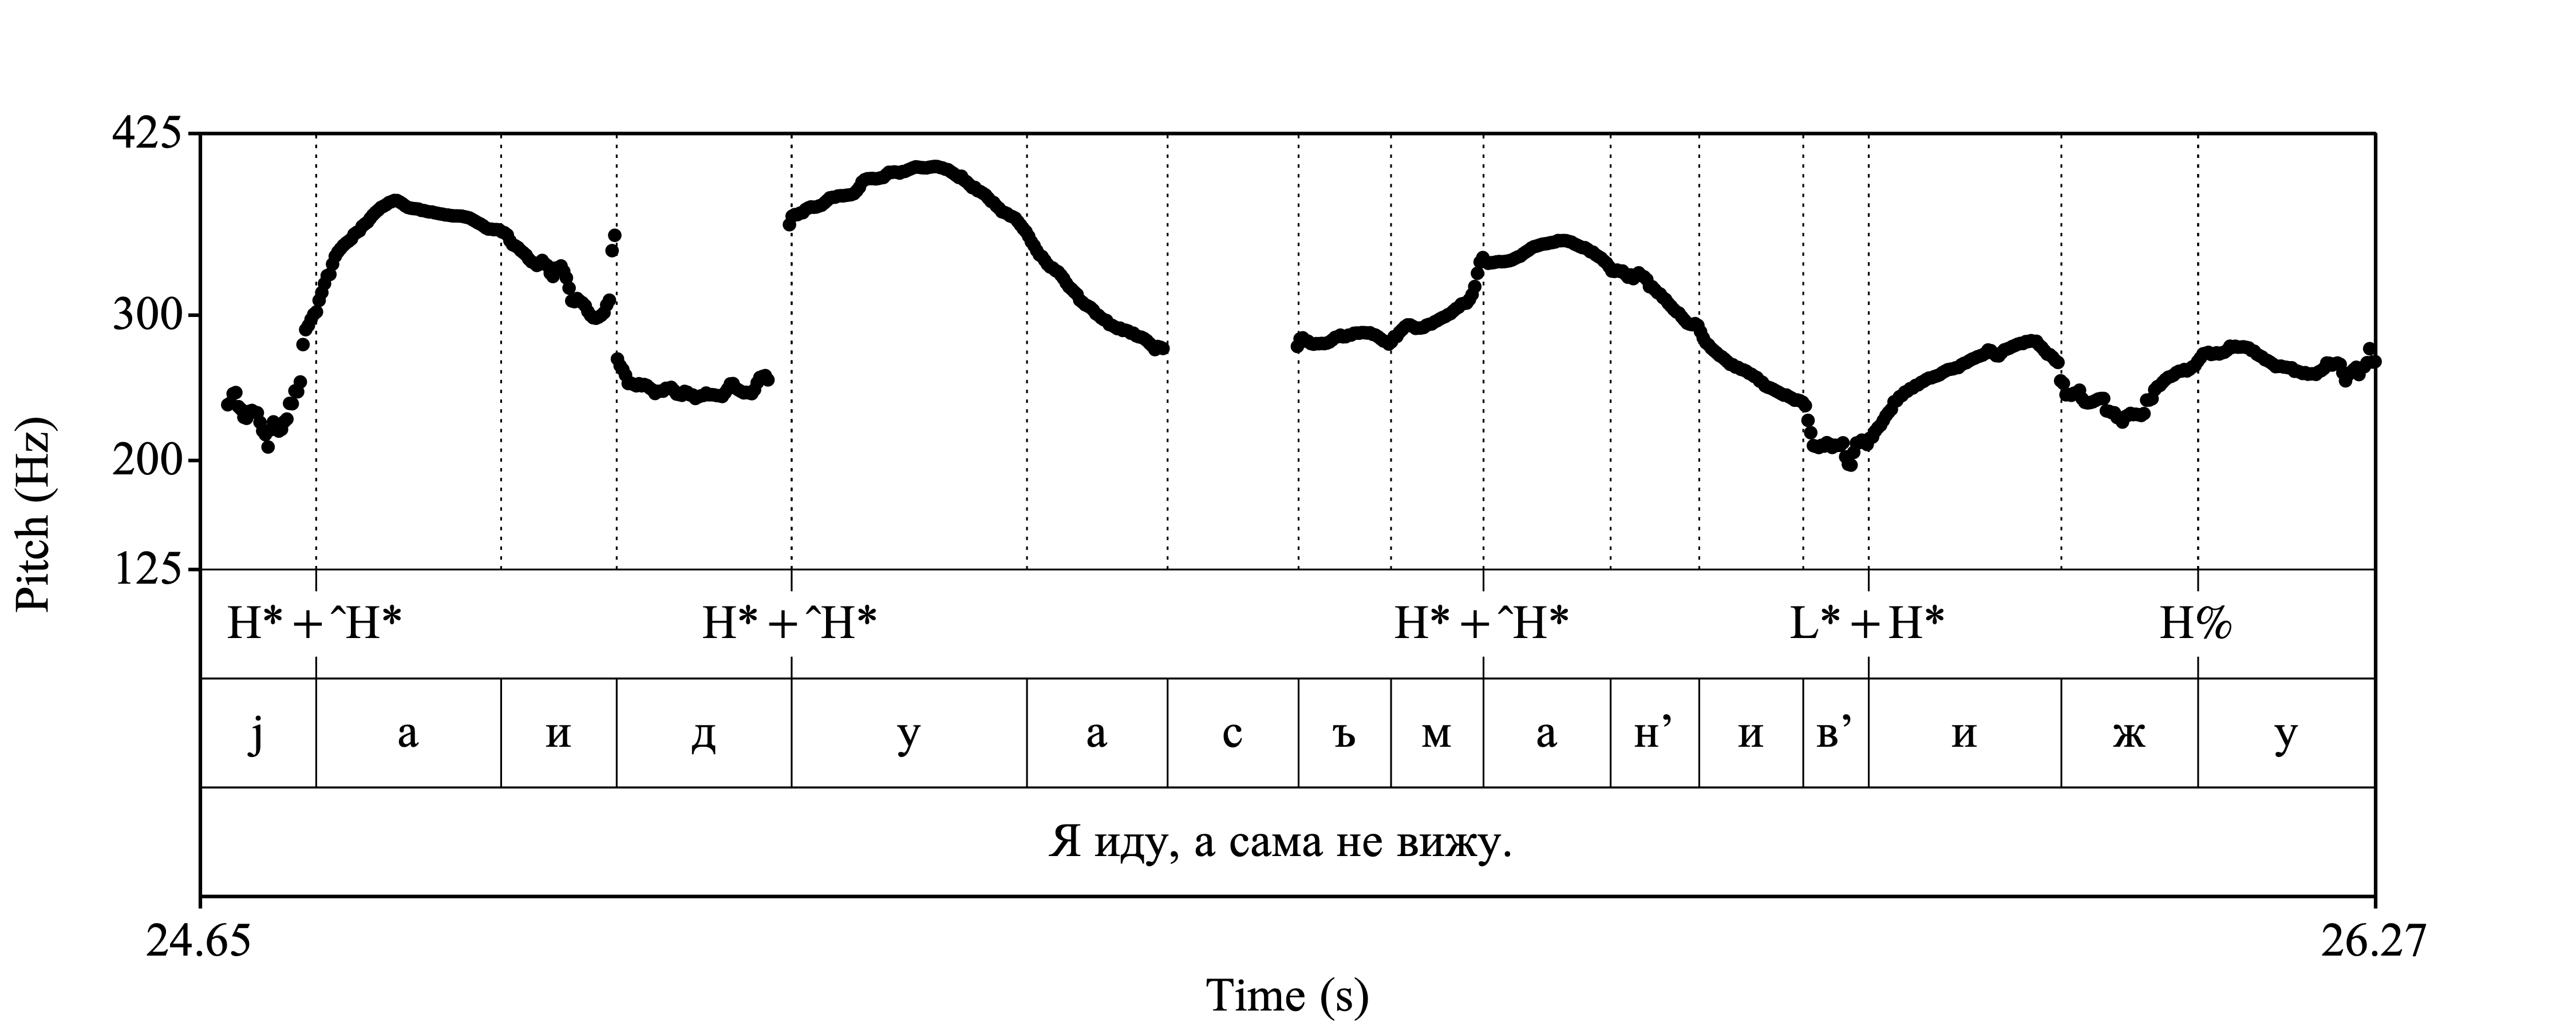 425
300
200
125
Pitch (Hz)
H* + ^H* H* + ^H* H* + ^H* L* + H* H%
j а и д у а с ъ м а н’ и в’ и ж у
Я иду, а сама не вижу.
24.65 26.27
Time (s)